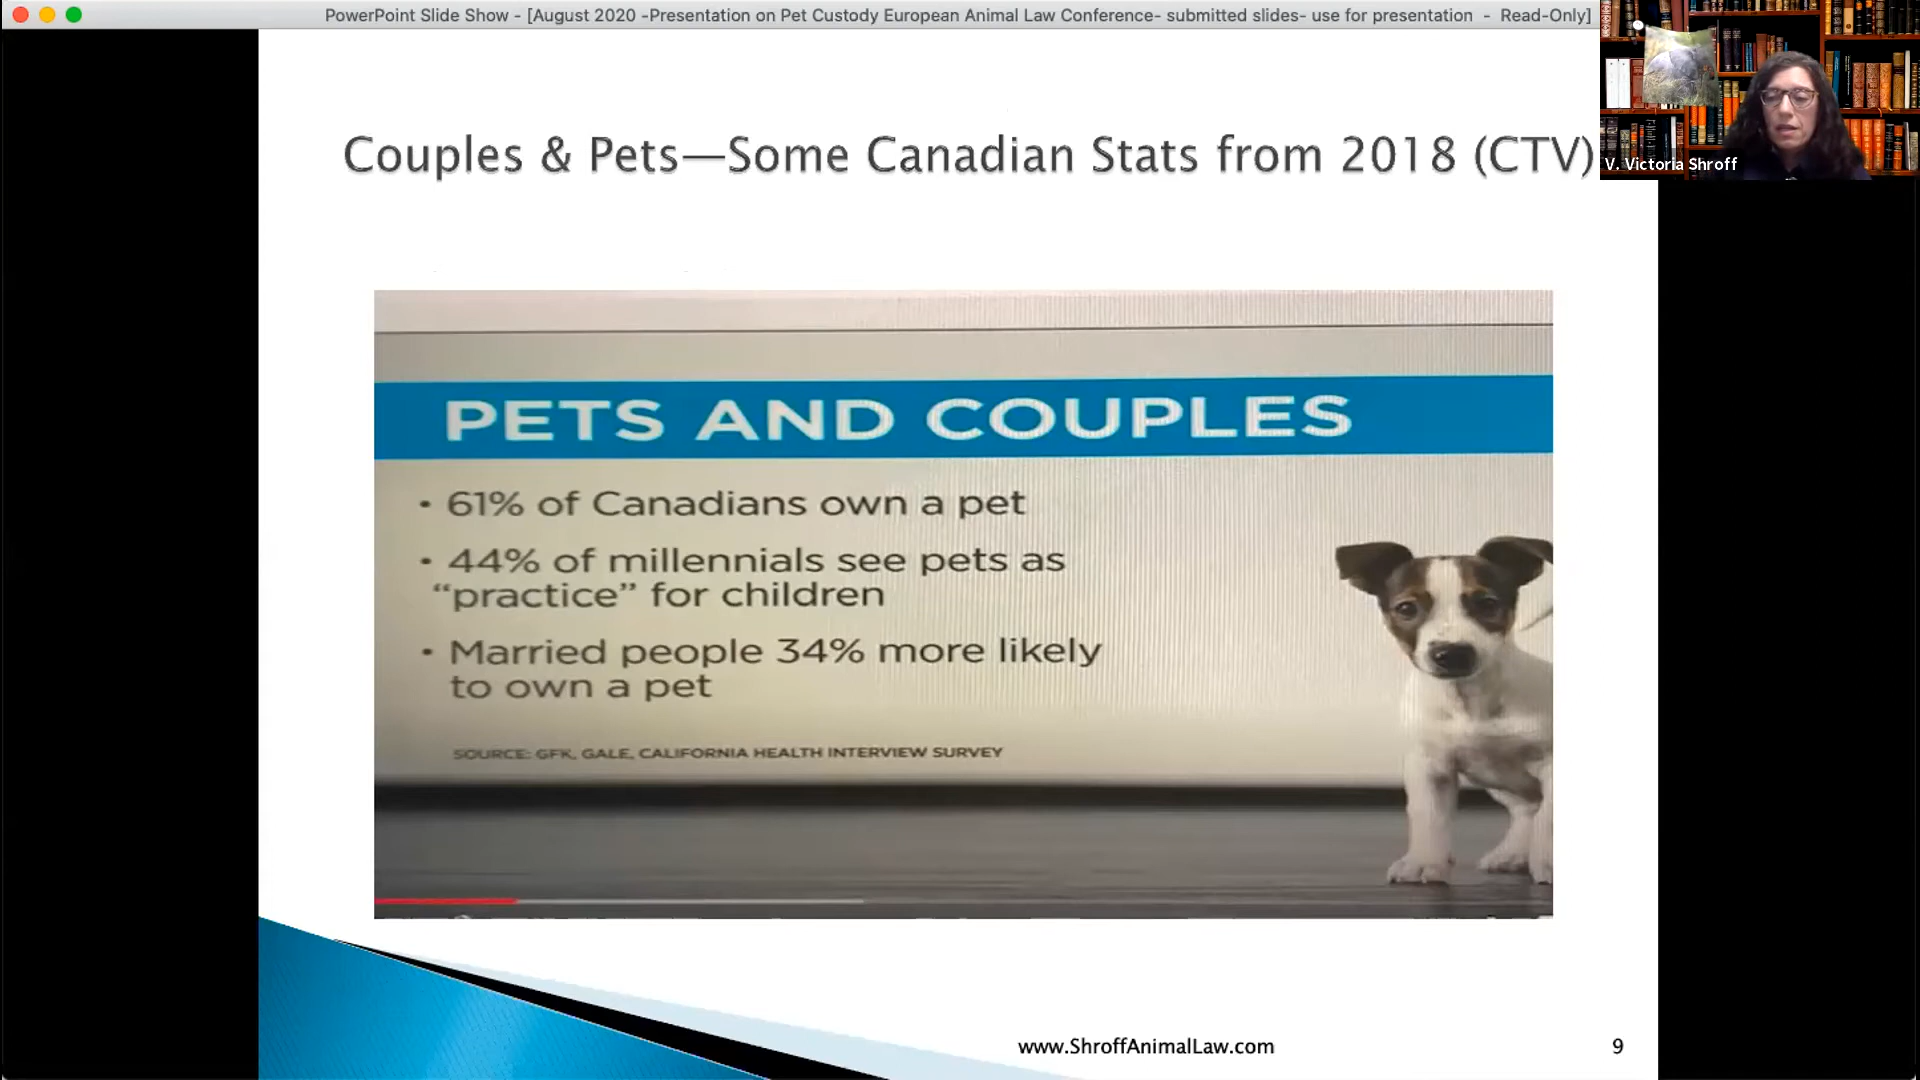 PowerPoint Slide Show - [August 2020 -Presentation on Pet Custody European Animal Law Conference- submitted slides- use for presentation - Read-Only]
V. Victoria Shroff
Couples & Pets—Some Canadian Stats from 2018 (CTV)
PETS AND COUPLES
• 61% of Canadians own a pet
• 44% of millennials see pets as
“practice” for children
• Married people 34% more likely
to own a pet
SOURCE: GFK, GALE, CALIFORNIA HEALTH INTERVIEW SURVEY
www.ShroffAnimalLaw.com
9